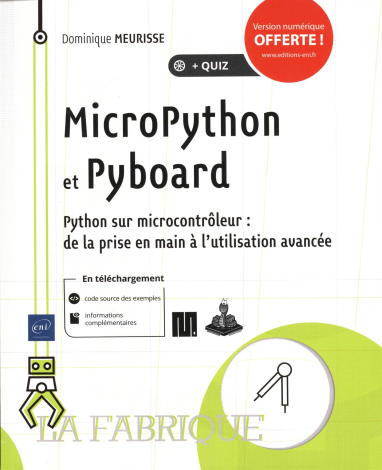 Dominique MEURISSE
Version numérique
OFFERTE !
www.editions-eni.fr
+ QUIZ
MicroPython
et Pyboard
Python sur microcontrôleur :
de la prise en main à l'utilisation avancée
En téléchargement
</> code source des exemples
informations
complémentaires
eni
LA FABRIQUE